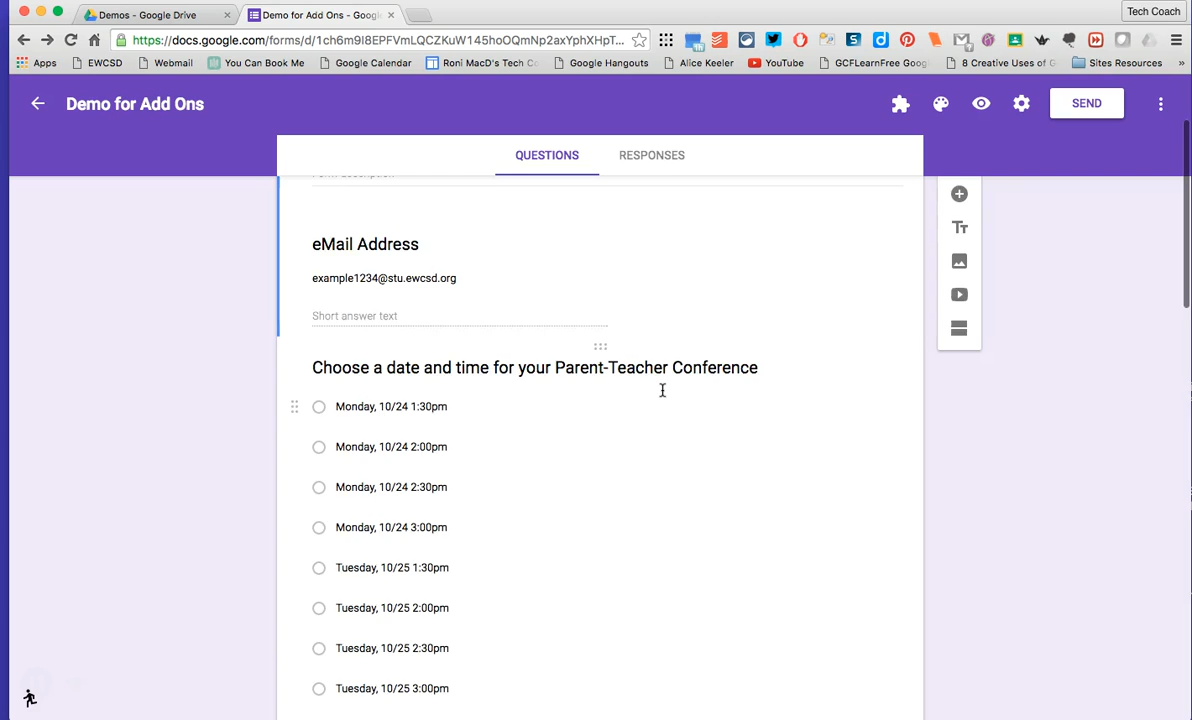 Demos - Google Drive
Demo for Add Ons - Googl
Tech Coach
https://docs.google.com/forms/d/1ch6m9I8EPFVmLQCZKuW145hoOQmNp2axYphXHpT...
Apps
EWCSD
Webmail
You Can Book Me
Google Calendar
Roni MacD's Tech Co
Google Hangouts
Alice Keeler
YouTube
GCFLearnFree Goog
8 Creative Uses of G
Sites Resources
»
Demo for Add Ons
SEND
QUESTIONS
RESPONSES
eMail Address
example1234@stu.ewcsd.org
Short answer text
Choose a date and time for your Parent-Teacher Conference
Monday, 10/24 1:30pm
Monday, 10/24 2:00pm
Monday, 10/24 2:30pm
Monday, 10/24 3:00pm
Tuesday, 10/25 1:30pm
Tuesday, 10/25 2:00pm
Tuesday, 10/25 2:30pm
Tuesday, 10/25 3:00pm